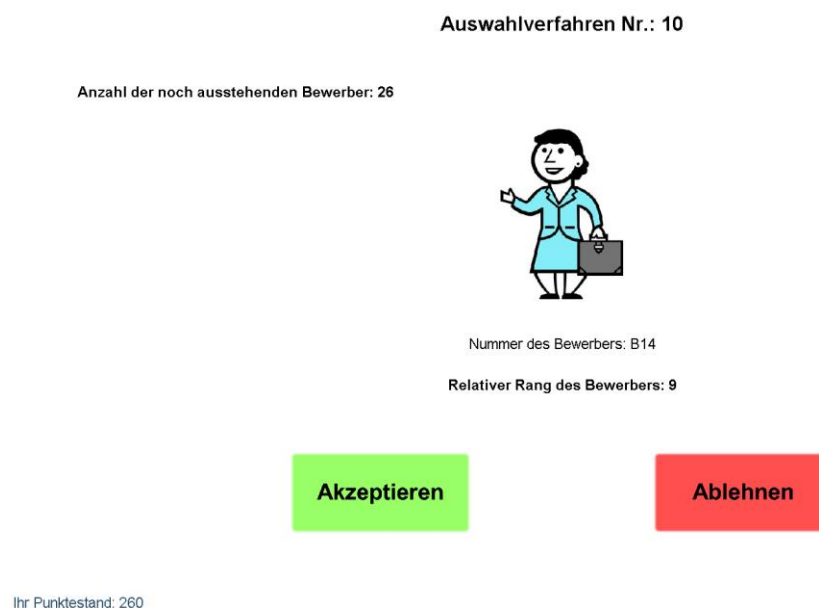 Auswahlverfahren Nr.: 10
Anzahl der noch ausstehenden Bewerber: 26
Nummer des Bewerbers: B14
Relativer Rang des Bewerbers: 9
Akzeptieren
Ablehnen
Ihr Punktestand: 260